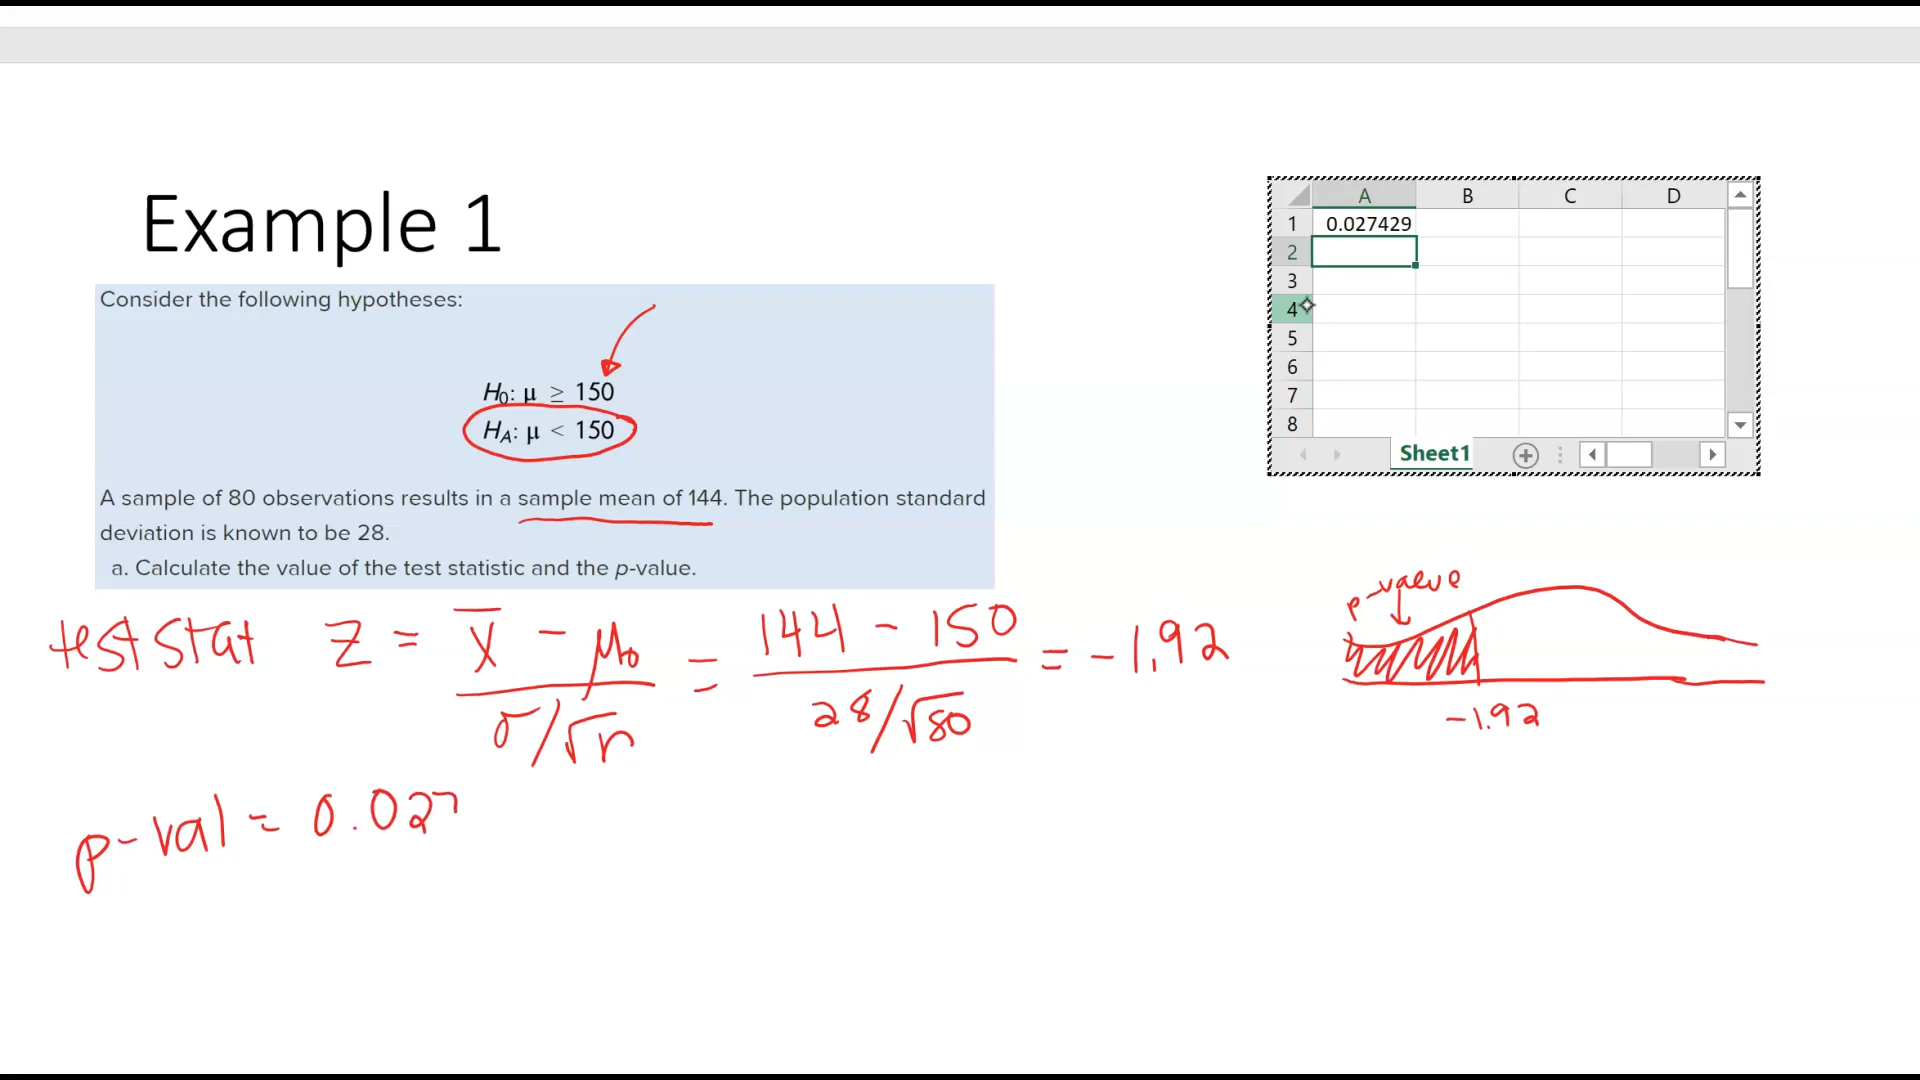 Example 1
Consider the following hypotheses:
H0: μ ≥ 150
HA: μ < 150
A sample of 80 observations results in a sample mean of 144. The population standard
deviation is known to be 28.
a. Calculate the value of the test statistic and the p-value.
A B C D
1 0.027429
2
3
4
5
6
7
8
Sheet1
p-value
-1.92
test stat Z = x̄ - μ0 / σ/√n = 144 - 150 / 28/√80 = -1.92
p-val = 0.027